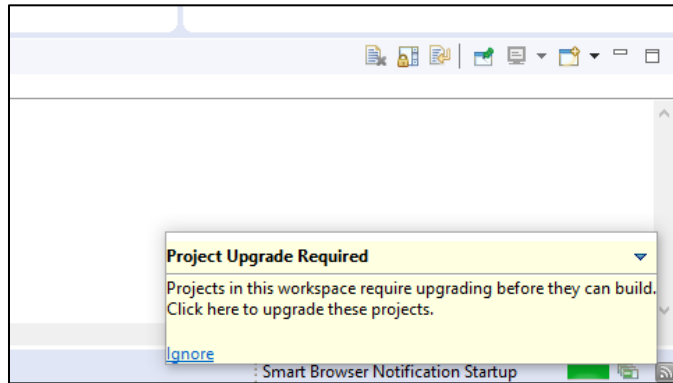 Project Upgrade Required
Projects in this workspace require upgrading before they can build.
Click here to upgrade these projects.
Ignore
Smart Browser Notification Startup